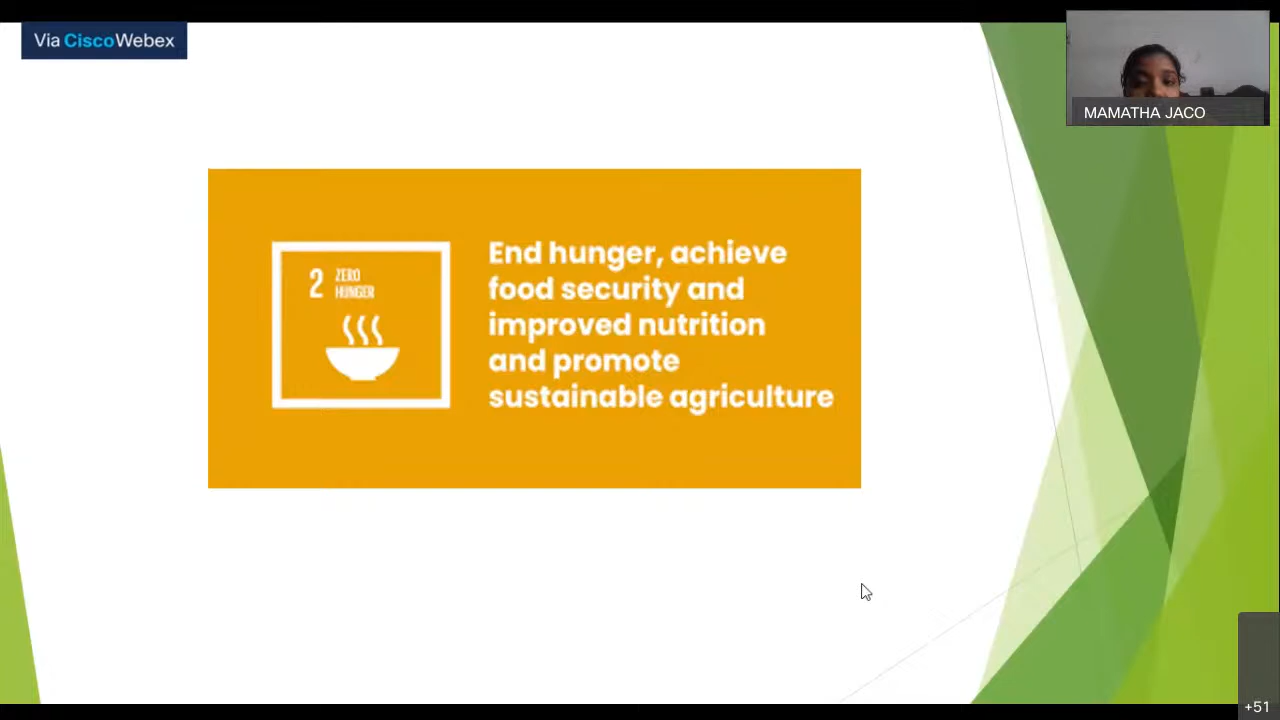 Via CiscoWebex
MAMATHA JACO
2 ZERO
HUNGER
End hunger, achieve
food security and
improved nutrition
and promote
sustainable agriculture
+51